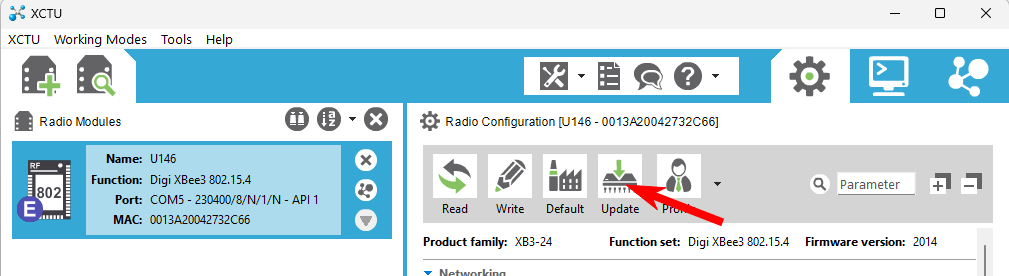 XCTU
XCTU Working Modes Tools Help
Radio Modules
RF
802
E
Name: U146
Function: Digi XBee3 802.15.4
Port: COM5 - 230400/8/N/1/N - API 1
MAC: 0013A20042732C66
Radio Configuration [U146 - 0013A20042732C66]
Read Write Default Update
Parameter
Product family: XB3-24 Function set: Digi XBee3 802.15.4 Firmware version: 2014
Networking